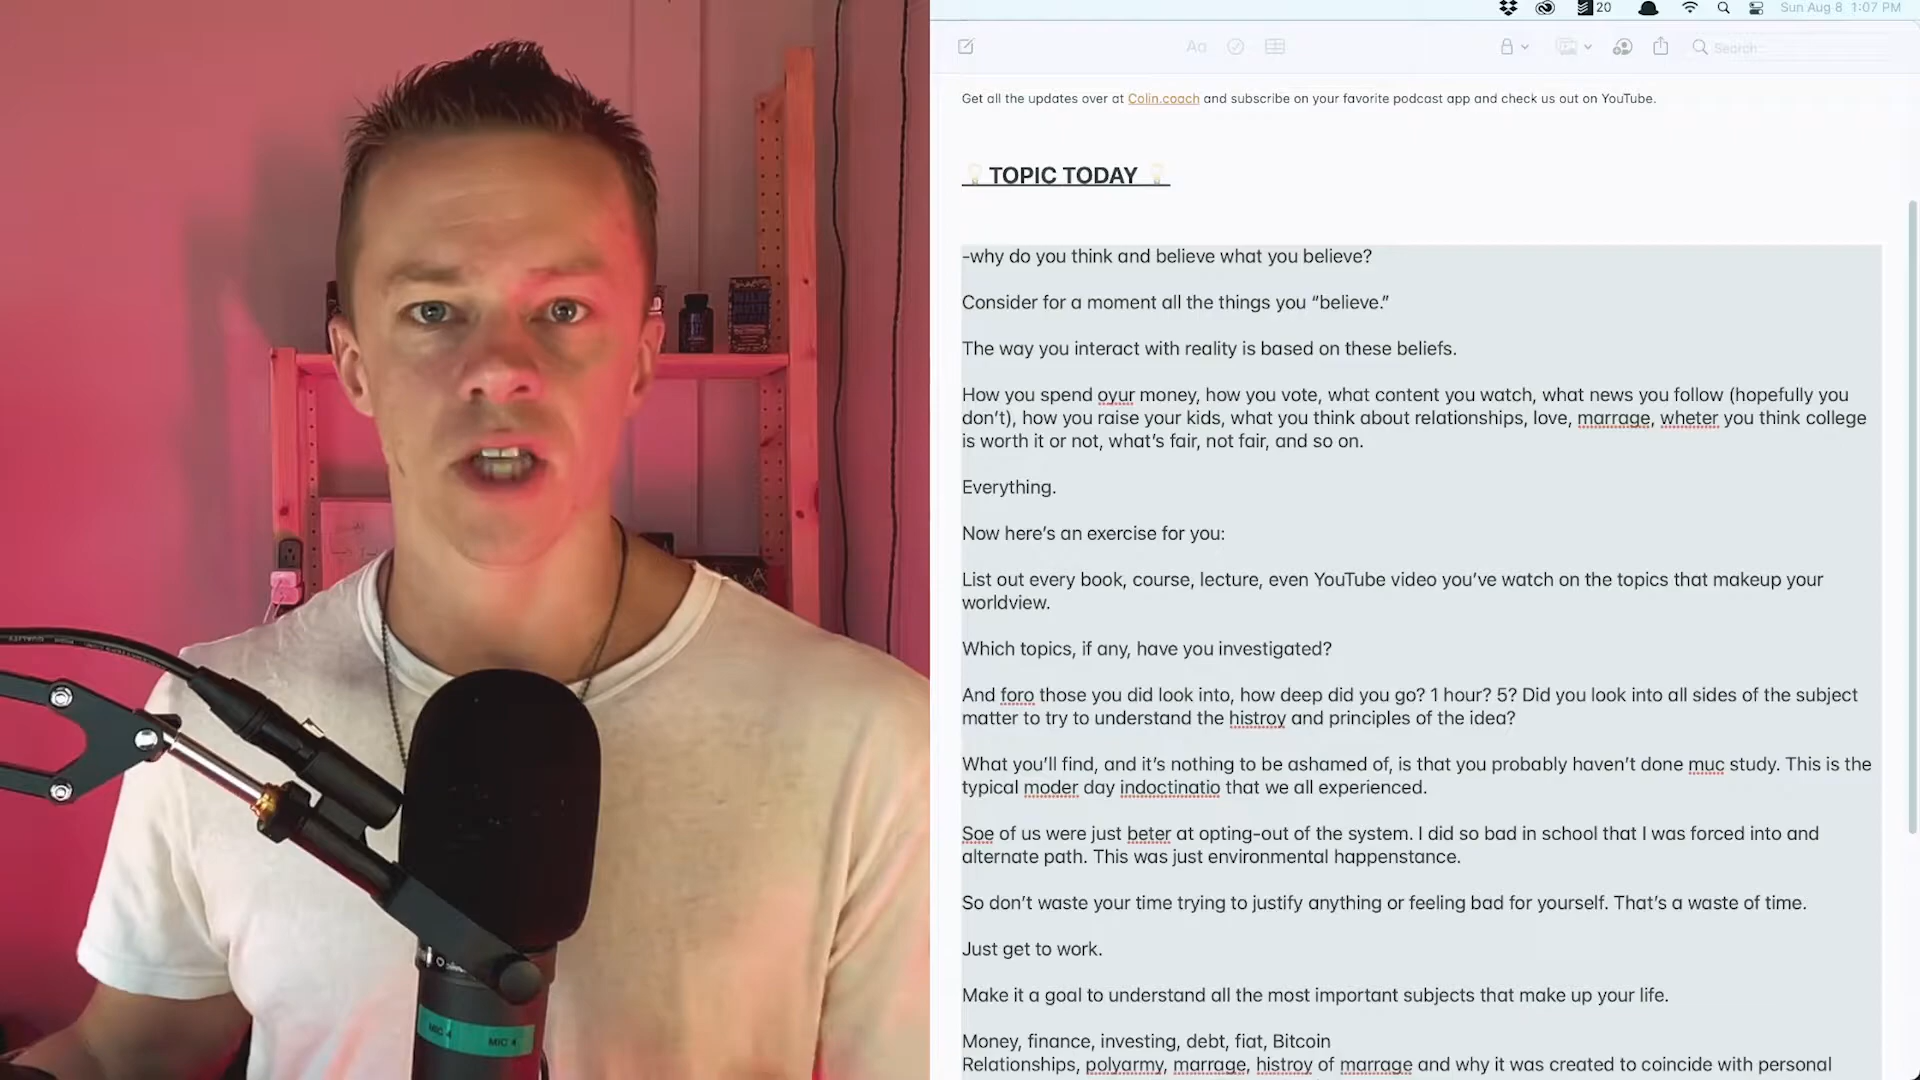 20
Sun Aug 8 1:07 PM
Aa
Search
Get all the updates over at Colin.coach and subscribe on your favorite podcast app and check us out on YouTube.
💡TOPIC TODAY 💡
-why do you think and believe what you believe?
Consider for a moment all the things you “believe.”
The way you interact with reality is based on these beliefs.
How you spend oyur money, how you vote, what content you watch, what news you follow (hopefully you
don’t), how you raise your kids, what you think about relationships, love, marrage, wheter you think college
is worth it or not, what’s fair, not fair, and so on.
Everything.
Now here’s an exercise for you:
List out every book, course, lecture, even YouTube video you’ve watch on the topics that makeup your
worldview.
Which topics, if any, have you investigated?
And foro those you did look into, how deep did you go? 1 hour? 5? Did you look into all sides of the subject
matter to try to understand the histroy and principles of the idea?
What you’ll find, and it’s nothing to be ashamed of, is that you probably haven’t done muc study. This is the
typical moder day indoctinatio that we all experienced.
Soe of us were just beter at opting-out of the system. I did so bad in school that I was forced into and
alternate path. This was just environmental happenstance.
So don’t waste your time trying to justify anything or feeling bad for yourself. That’s a waste of time.
Just get to work.
Make it a goal to understand all the most important subjects that make up your life.
Money, finance, investing, debt, fiat, Bitcoin
Relationships, polyarmy, marrage, histroy of marrage and why it was created to coincide with personal
MIC 4
MIC 4